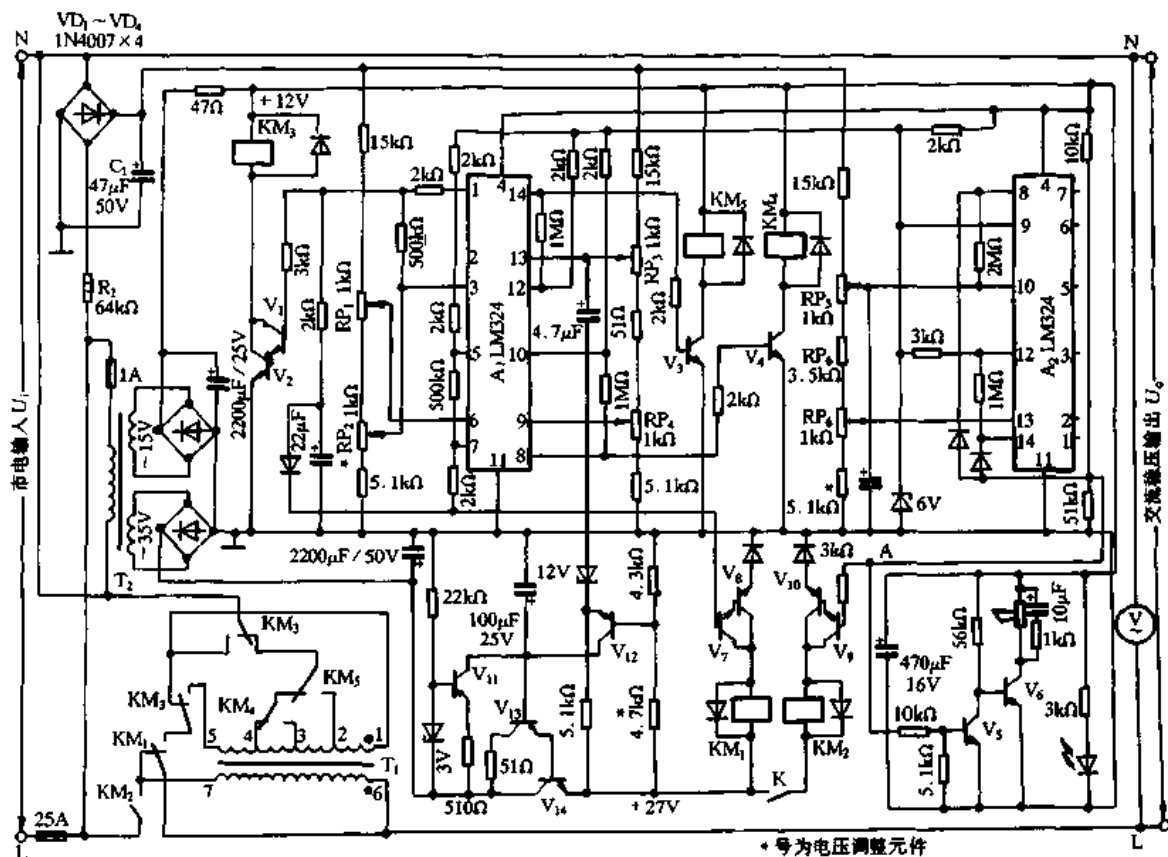 VD₁～VD₄
1N4007×4
N
N
47Ω
+12V
KM₃
C₁
47μF
50V
15kΩ
2kΩ
2kΩ
2kΩ
2kΩ
15kΩ
2kΩ
10kΩ
R₂
64kΩ
3kΩ
2kΩ
V₁
V₂
RP₁ 1kΩ
500kΩ
1
2
3
5
6
7
4
14
13
12
10
9
8
11
A₁ LM324
1MΩ
2kΩ
500kΩ
2kΩ
4.7μF
RP₃ 1kΩ
51Ω
1MΩ
RP₄
1kΩ
5.1kΩ
KM₅
KM₄
2kΩ
V₃
V₄
2kΩ
15kΩ
RP₅
1kΩ
RP₆
3.5kΩ
RP₆
1kΩ
*
5.1kΩ
3kΩ
2MΩ
1MΩ
6V
8
9
10
12
13
14
4
7
6
5
3
2
1
11
A₂ LM324
51kΩ
市电输入 Uᵢ
交流稳压输出 Uₒ
1A
~15V
~35V
T₂
2200μF/25V
22μF
* RP₂ 1kΩ
5.1kΩ
2200μF/50V
22kΩ
100μF
25V
12V
4.3kΩ
V₁₂
V₁₁
V₁₃
V₁₄
3V
510Ω
51Ω
5.1kΩ
*
4.7kΩ
+27V
V₈
V₇
V₁₀
V₉
3kΩ
A
KM₁
KM₂
K
470μF
16V
56kΩ
10μF
1kΩ
V₆
V₅
10kΩ
5.1kΩ
3kΩ
V
~
KM₃
KM₅
KM₃
KM₄
KM₁
KM₂
5
4
3
2
1
T₁
7
6
25A
L
L
*号为电压调整元件